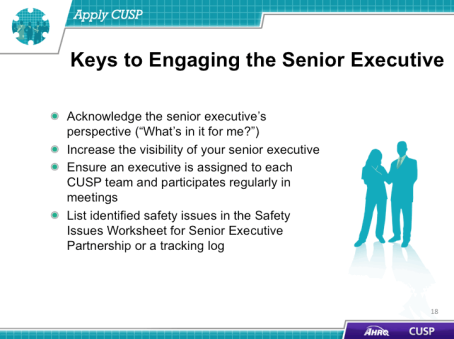 Apply CUSP
Keys to Engaging the Senior Executive
Acknowledge the senior executive's
perspective (“What's in it for me?”)
Increase the visibility of your senior executive
Ensure an executive is assigned to each
CUSP team and participates regularly in
meetings
List identified safety issues in the Safety
Issues Worksheet for Senior Executive
Partnership or a tracking log
18
AHRQ
CUSP